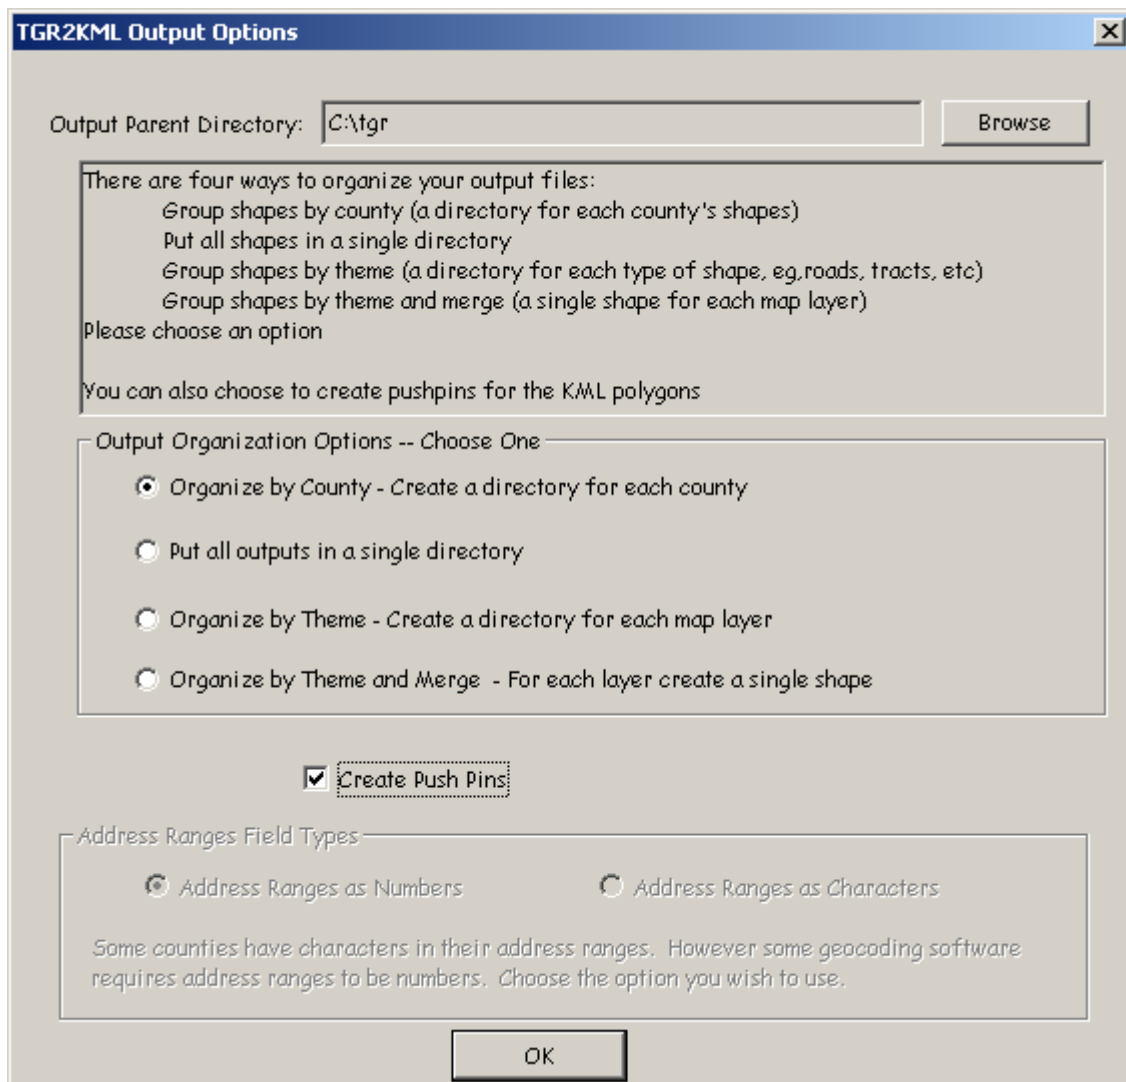 TGR2KML Output Options
Output Parent Directory: C:\tgr Browse
There are four ways to organize your output files:
Group shapes by county (a directory for each county's shapes)
Put all shapes in a single directory
Group shapes by theme (a directory for each type of shape, eg,roads, tracts, etc)
Group shapes by theme and merge (a single shape for each map layer)
Please choose an option
You can also choose to create pushpins for the KML polygons
Output Organization Options -- Choose One
Organize by County - Create a directory for each county
Put all outputs in a single directory
Organize by Theme - Create a directory for each map layer
Organize by Theme and Merge - For each layer create a single shape
Create Push Pins
Address Ranges Field Types
Address Ranges as Numbers Address Ranges as Characters
Some counties have characters in their address ranges. However some geocoding software
requires address ranges to be numbers. Choose the option you wish to use.
OK